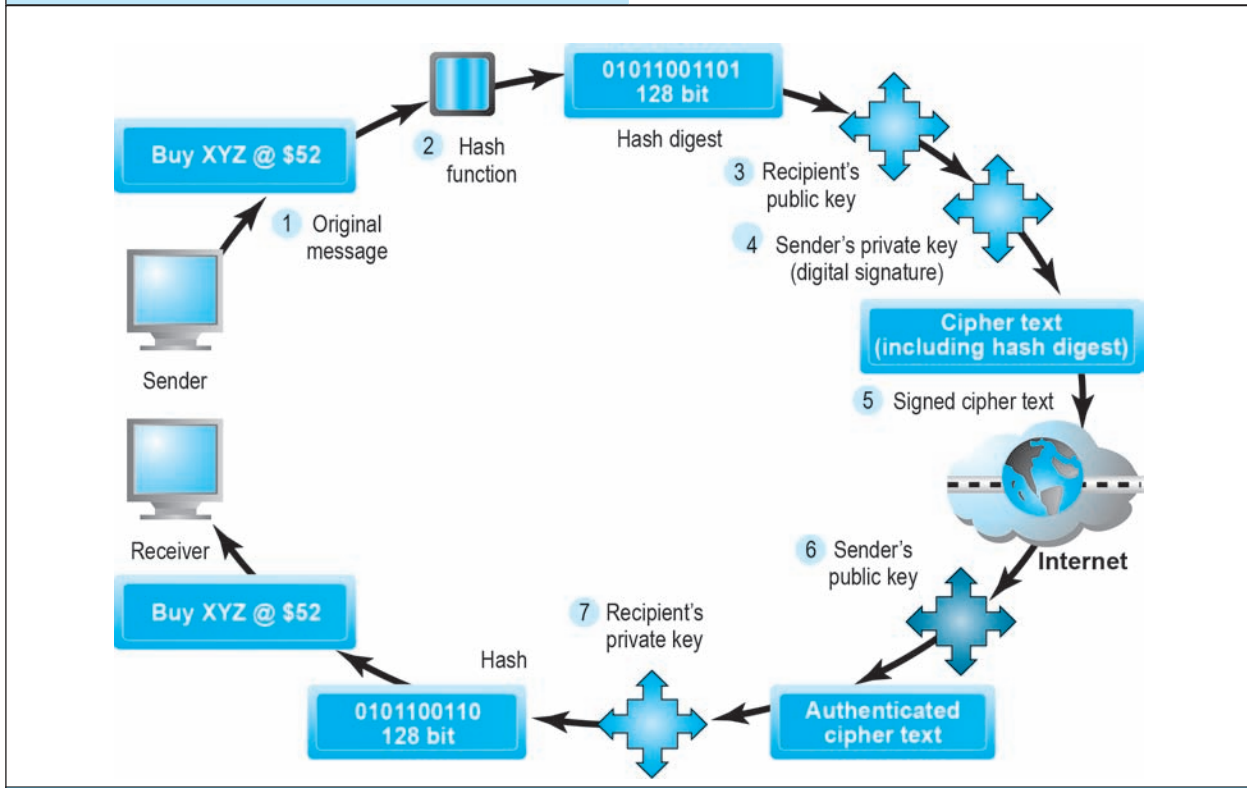 Buy XYZ @ $52
1 Original
message
Sender
2 Hash
function
01011001101
128 bit
Hash digest
3 Recipient's
public key
4 Sender's private key
(digital signature)
Cipher text
(including hash digest)
5 Signed cipher text
Internet
6 Sender's
public key
Authenticated
cipher text
7 Recipient's
private key
Hash
0101100110
128 bit
Buy XYZ @ $52
Receiver